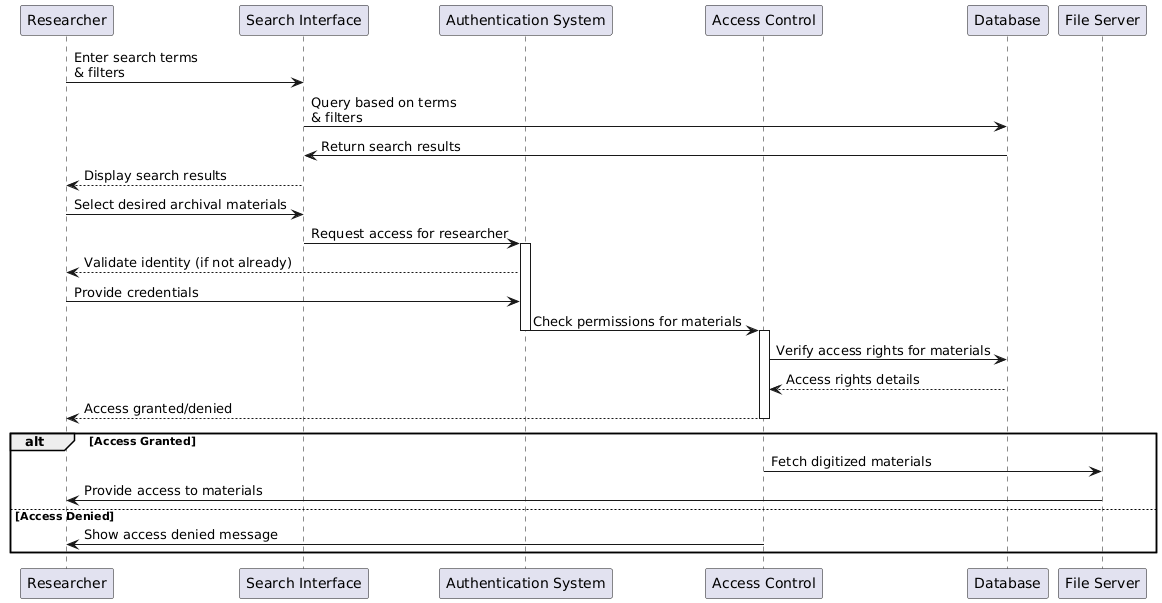 Researcher
Search Interface
Authentication System
Access Control
Database
File Server
Enter search terms
& filters
Query based on terms
& filters
Return search results
Display search results
Select desired archival materials
Request access for researcher
Validate identity (if not already)
Provide credentials
Check permissions for materials
Verify access rights for materials
Access rights details
Access granted/denied
alt
[Access Granted]
Fetch digitized materials
Provide access to materials
[Access Denied]
Show access denied message
Researcher
Search Interface
Authentication System
Access Control
Database
File Server